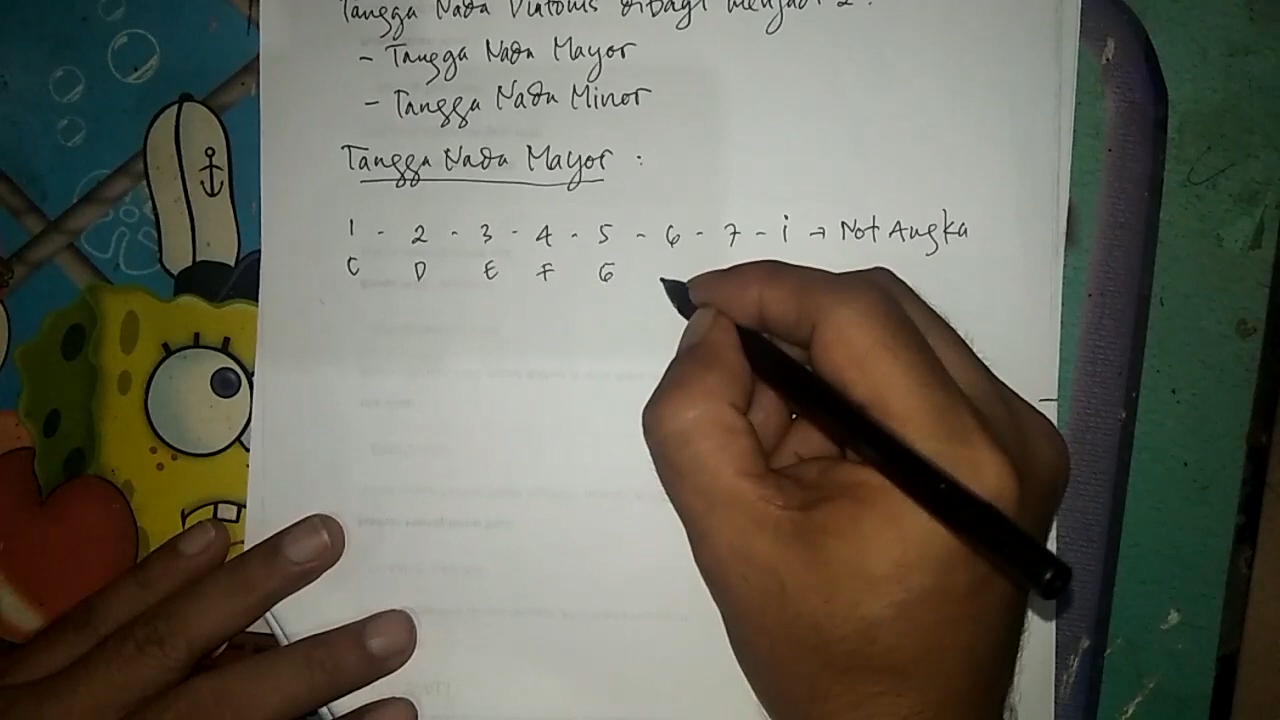 Tangga Nada Diatonis dibagi menjadi 2 :
- Tangga Nada Mayor
- Tangga Nada Minor
Tangga Nada Mayor :
1 - 2 - 3 - 4 - 5 - 6 - 7 - i → Not Angka
C D E F G